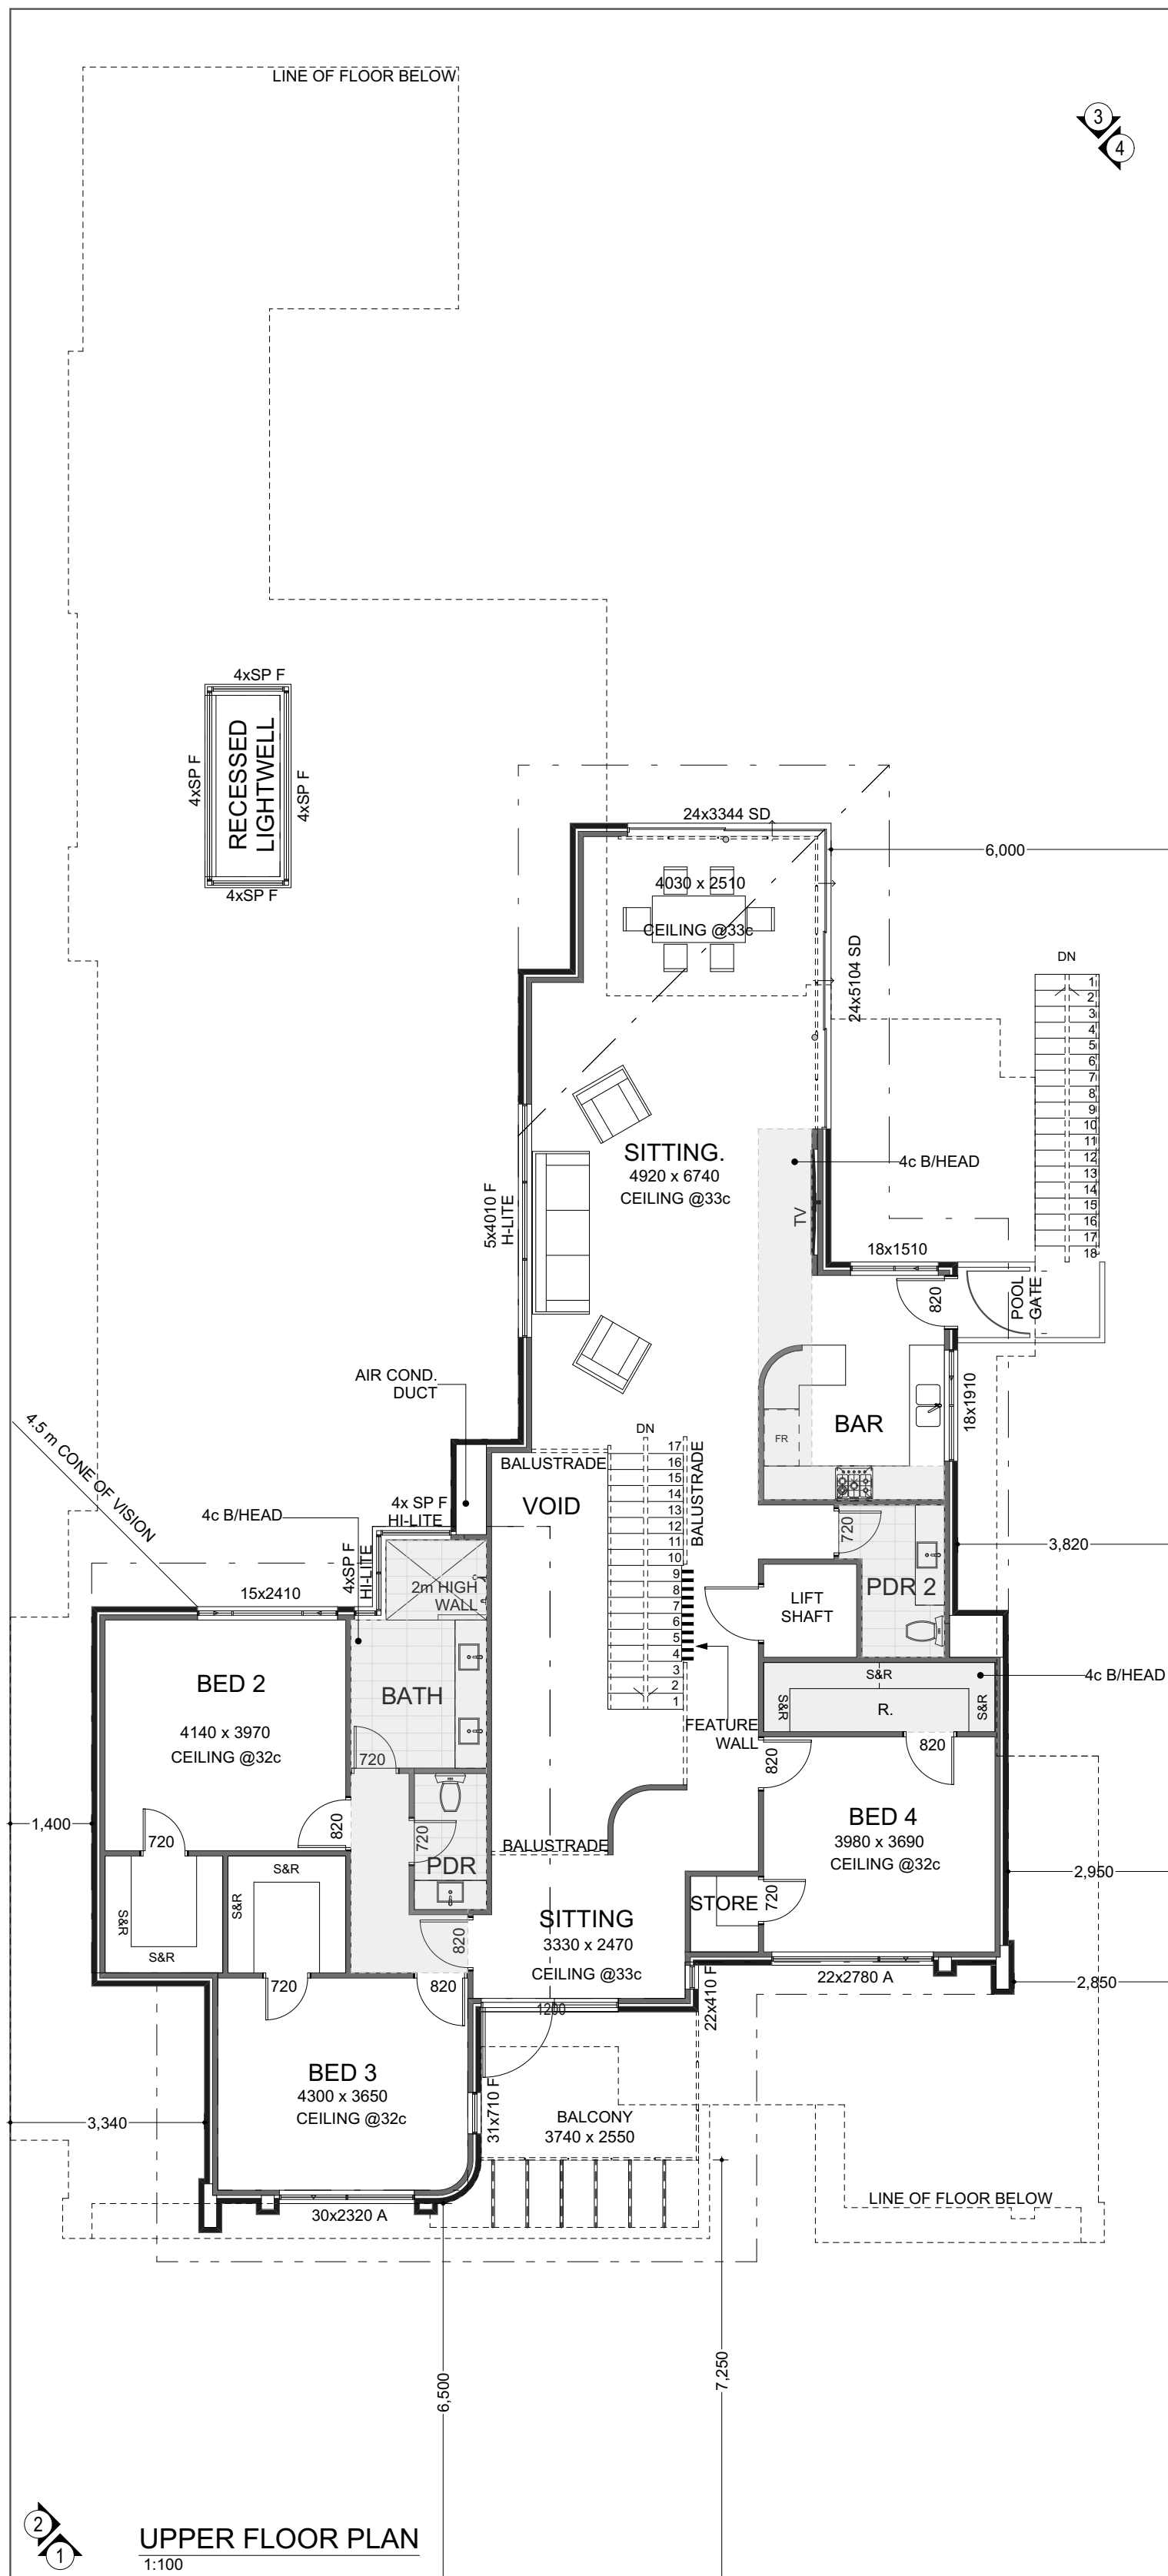 LINE OF FLOOR BELOW
3
4
4xSP F
4xSP F
RECESSED
LIGHTWELL
4xSP F
4xSP F
24x3344 SD
6,000
4030 x 2510
CEILING @33c
24x5104 SD
DN
1
2
3
4
5
6
7
8
9
10
11
12
13
14
15
16
17
18
SITTING.
4920 x 6740
CEILING @33c
4c B/HEAD
TV
5x4010 F
H-LITE
18x1510
820
POOL
GATE
AIR COND.
DUCT
18x1910
BAR
FR
4.5 m CONE OF VISION
DN
BALUSTRADE
17
16
15
14
13
12
11
10
9
8
7
6
5
4
3
2
1
BALUSTRADE
VOID
4x SP F
HI-LITE
4c B/HEAD
4xSP F
HI-LITE
720
3,820
2m HIGH
WALL
15x2410
PDR 2
LIFT
SHAFT
BED 2
4140 x 3970
CEILING @32c
BATH
720
S&R
S&R
R.
S&R
4c B/HEAD
FEATURE
WALL
820
820
1,400
720
820
720
PDR
BALUSTRADE
BED 4
3980 x 3690
CEILING @32c
2,950
S&R
S&R
S&R
S&R
STORE
720
SITTING
3330 x 2470
CEILING @33c
820
720
820
1200
22x410 F
22x2780 A
2,850
BED 3
4300 x 3650
CEILING @32c
3,340
31x710 F
BALCONY
3740 x 2550
30x2320 A
LINE OF FLOOR BELOW
6,500
7,250
2
1
UPPER FLOOR PLAN
1:100